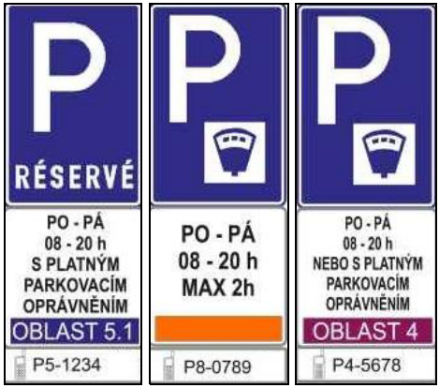 P
RÉSERVÉ
PO - PÁ
08 - 20 h
S PLATNÝM
PARKOVACÍM
OPRÁVNĚNÍM
OBLAST 5.1
P5-1234
P
PO - PÁ
08 - 20 h
MAX 2h
P8-0789
P
PO - PÁ
08 - 20 h
NEBO S PLATNÝM
PARKOVACÍM
OPRÁVNĚNÍM
OBLAST 4
P4-5678